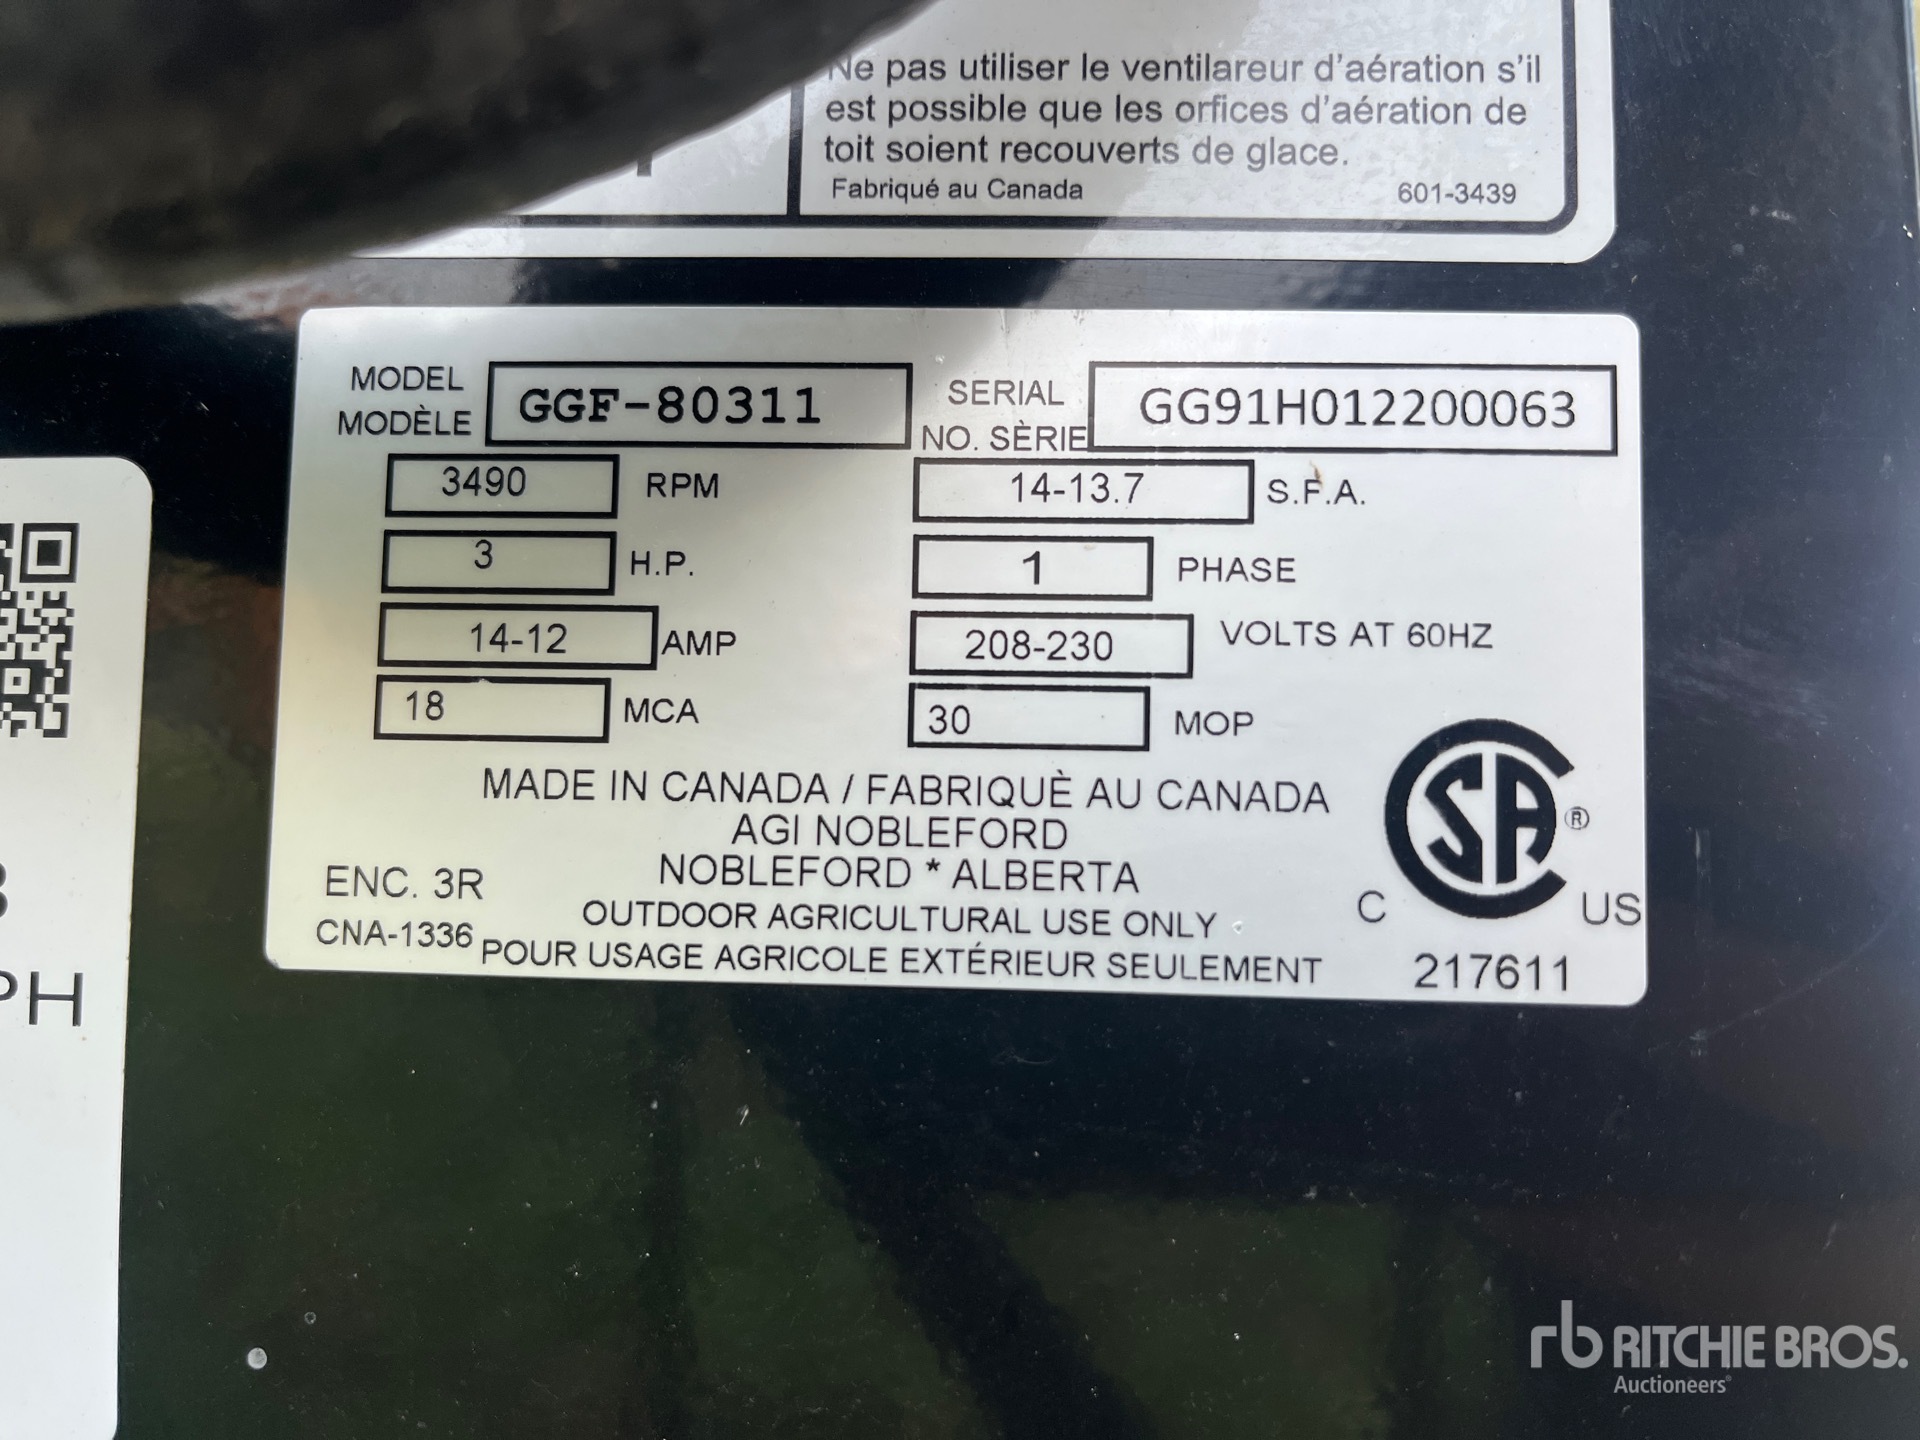 Ne pas utiliser le ventilareur d'aération s'il
est possible que les orfices d'aération de
toit soient recouverts de glace.
Fabriqué au Canada 601-3439
MODEL
MODÈLE GGF-80311
SERIAL
NO. SÈRIE GG91H012200063
3490 RPM 14-13.7 S.F.A.
3 H.P. 1 PHASE
14-12 AMP 208-230 VOLTS AT 60HZ
18 MCA 30 MOP
MADE IN CANADA / FABRIQUÈ AU CANADA
AGI NOBLEFORD
NOBLEFORD * ALBERTA
ENC. 3R
OUTDOOR AGRICULTURAL USE ONLY
CNA-1336
POUR USAGE AGRICOLE EXTÉRIEUR SEULEMENT
C SA ® US
217611
PH
rb RITCHIE BROS.
Auctioneers